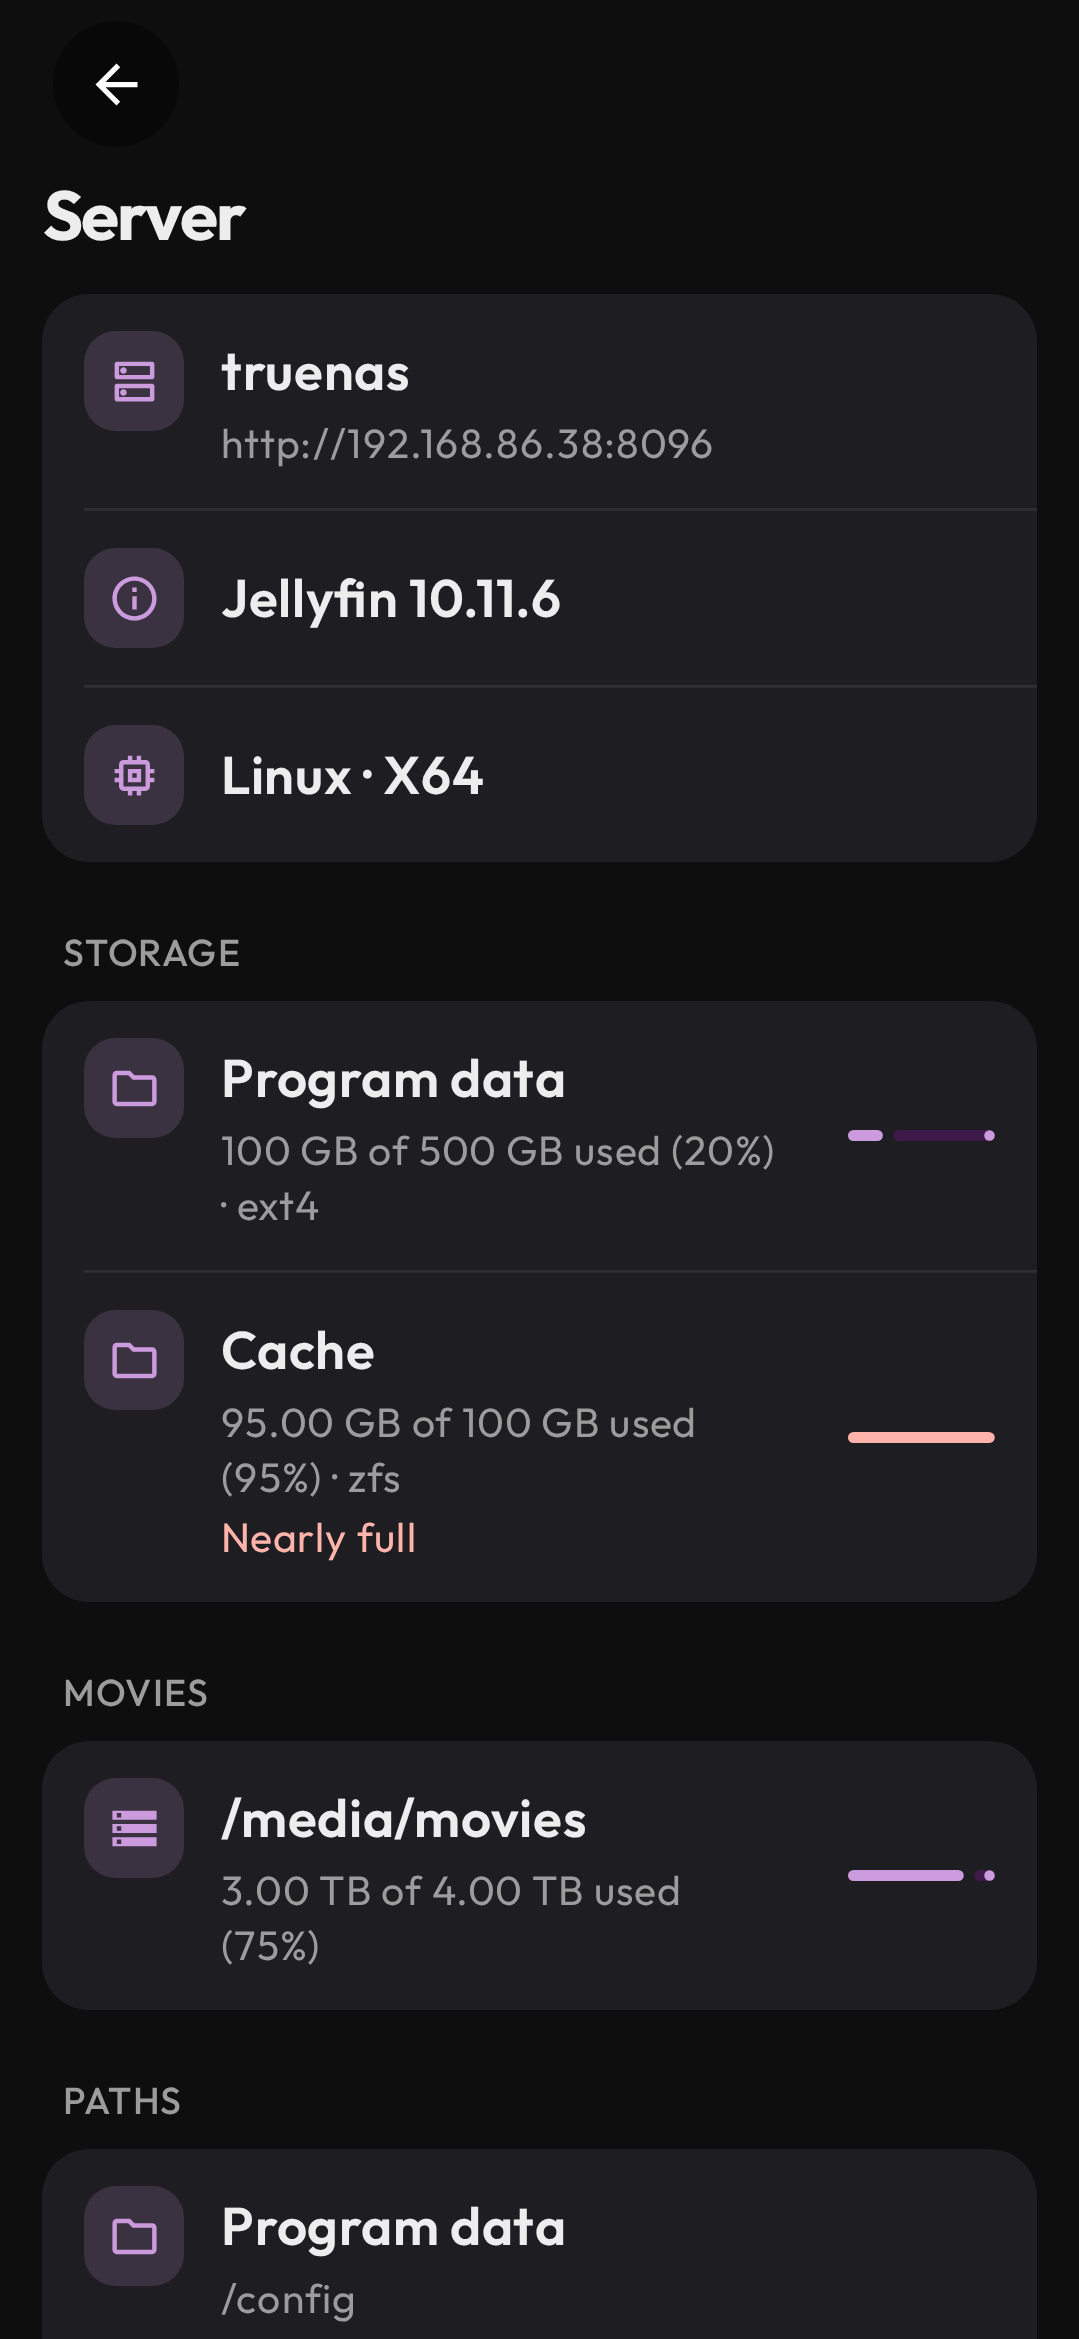 Server
truenas
http://192.168.86.38:8096
Jellyfin 10.11.6
Linux · X64
STORAGE
Program data
100 GB of 500 GB used (20%)
· ext4
Cache
95.00 GB of 100 GB used
(95%) · zfs
Nearly full
MOVIES
/media/movies
3.00 TB of 4.00 TB used
(75%)
PATHS
Program data
/config